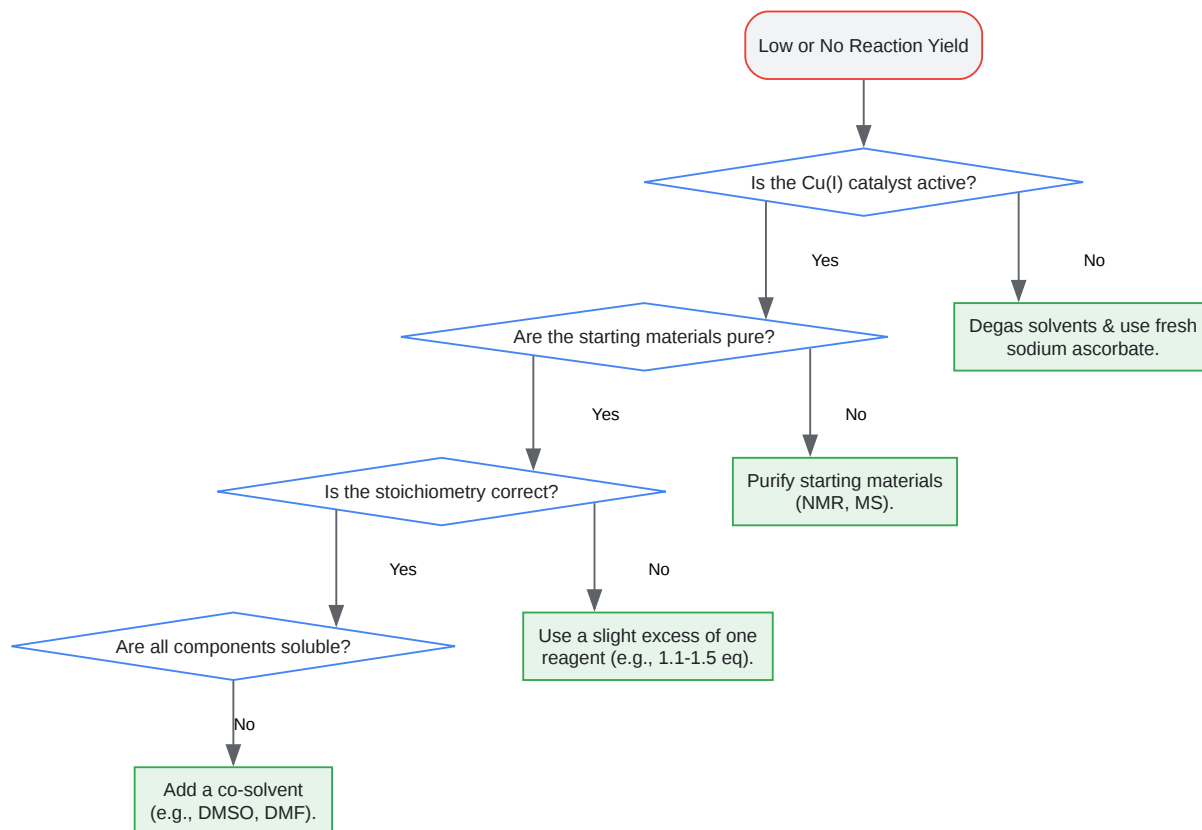 Low or No Reaction Yield
Is the Cu(I) catalyst active?
Yes
No
Degas solvents & use fresh
sodium ascorbate.
Are the starting materials pure?
Yes
No
Purify starting materials
(NMR, MS).
Is the stoichiometry correct?
Yes
No
Use a slight excess of one
reagent (e.g., 1.1-1.5 eq).
Are all components soluble?
No
Add a co-solvent
(e.g., DMSO, DMF).